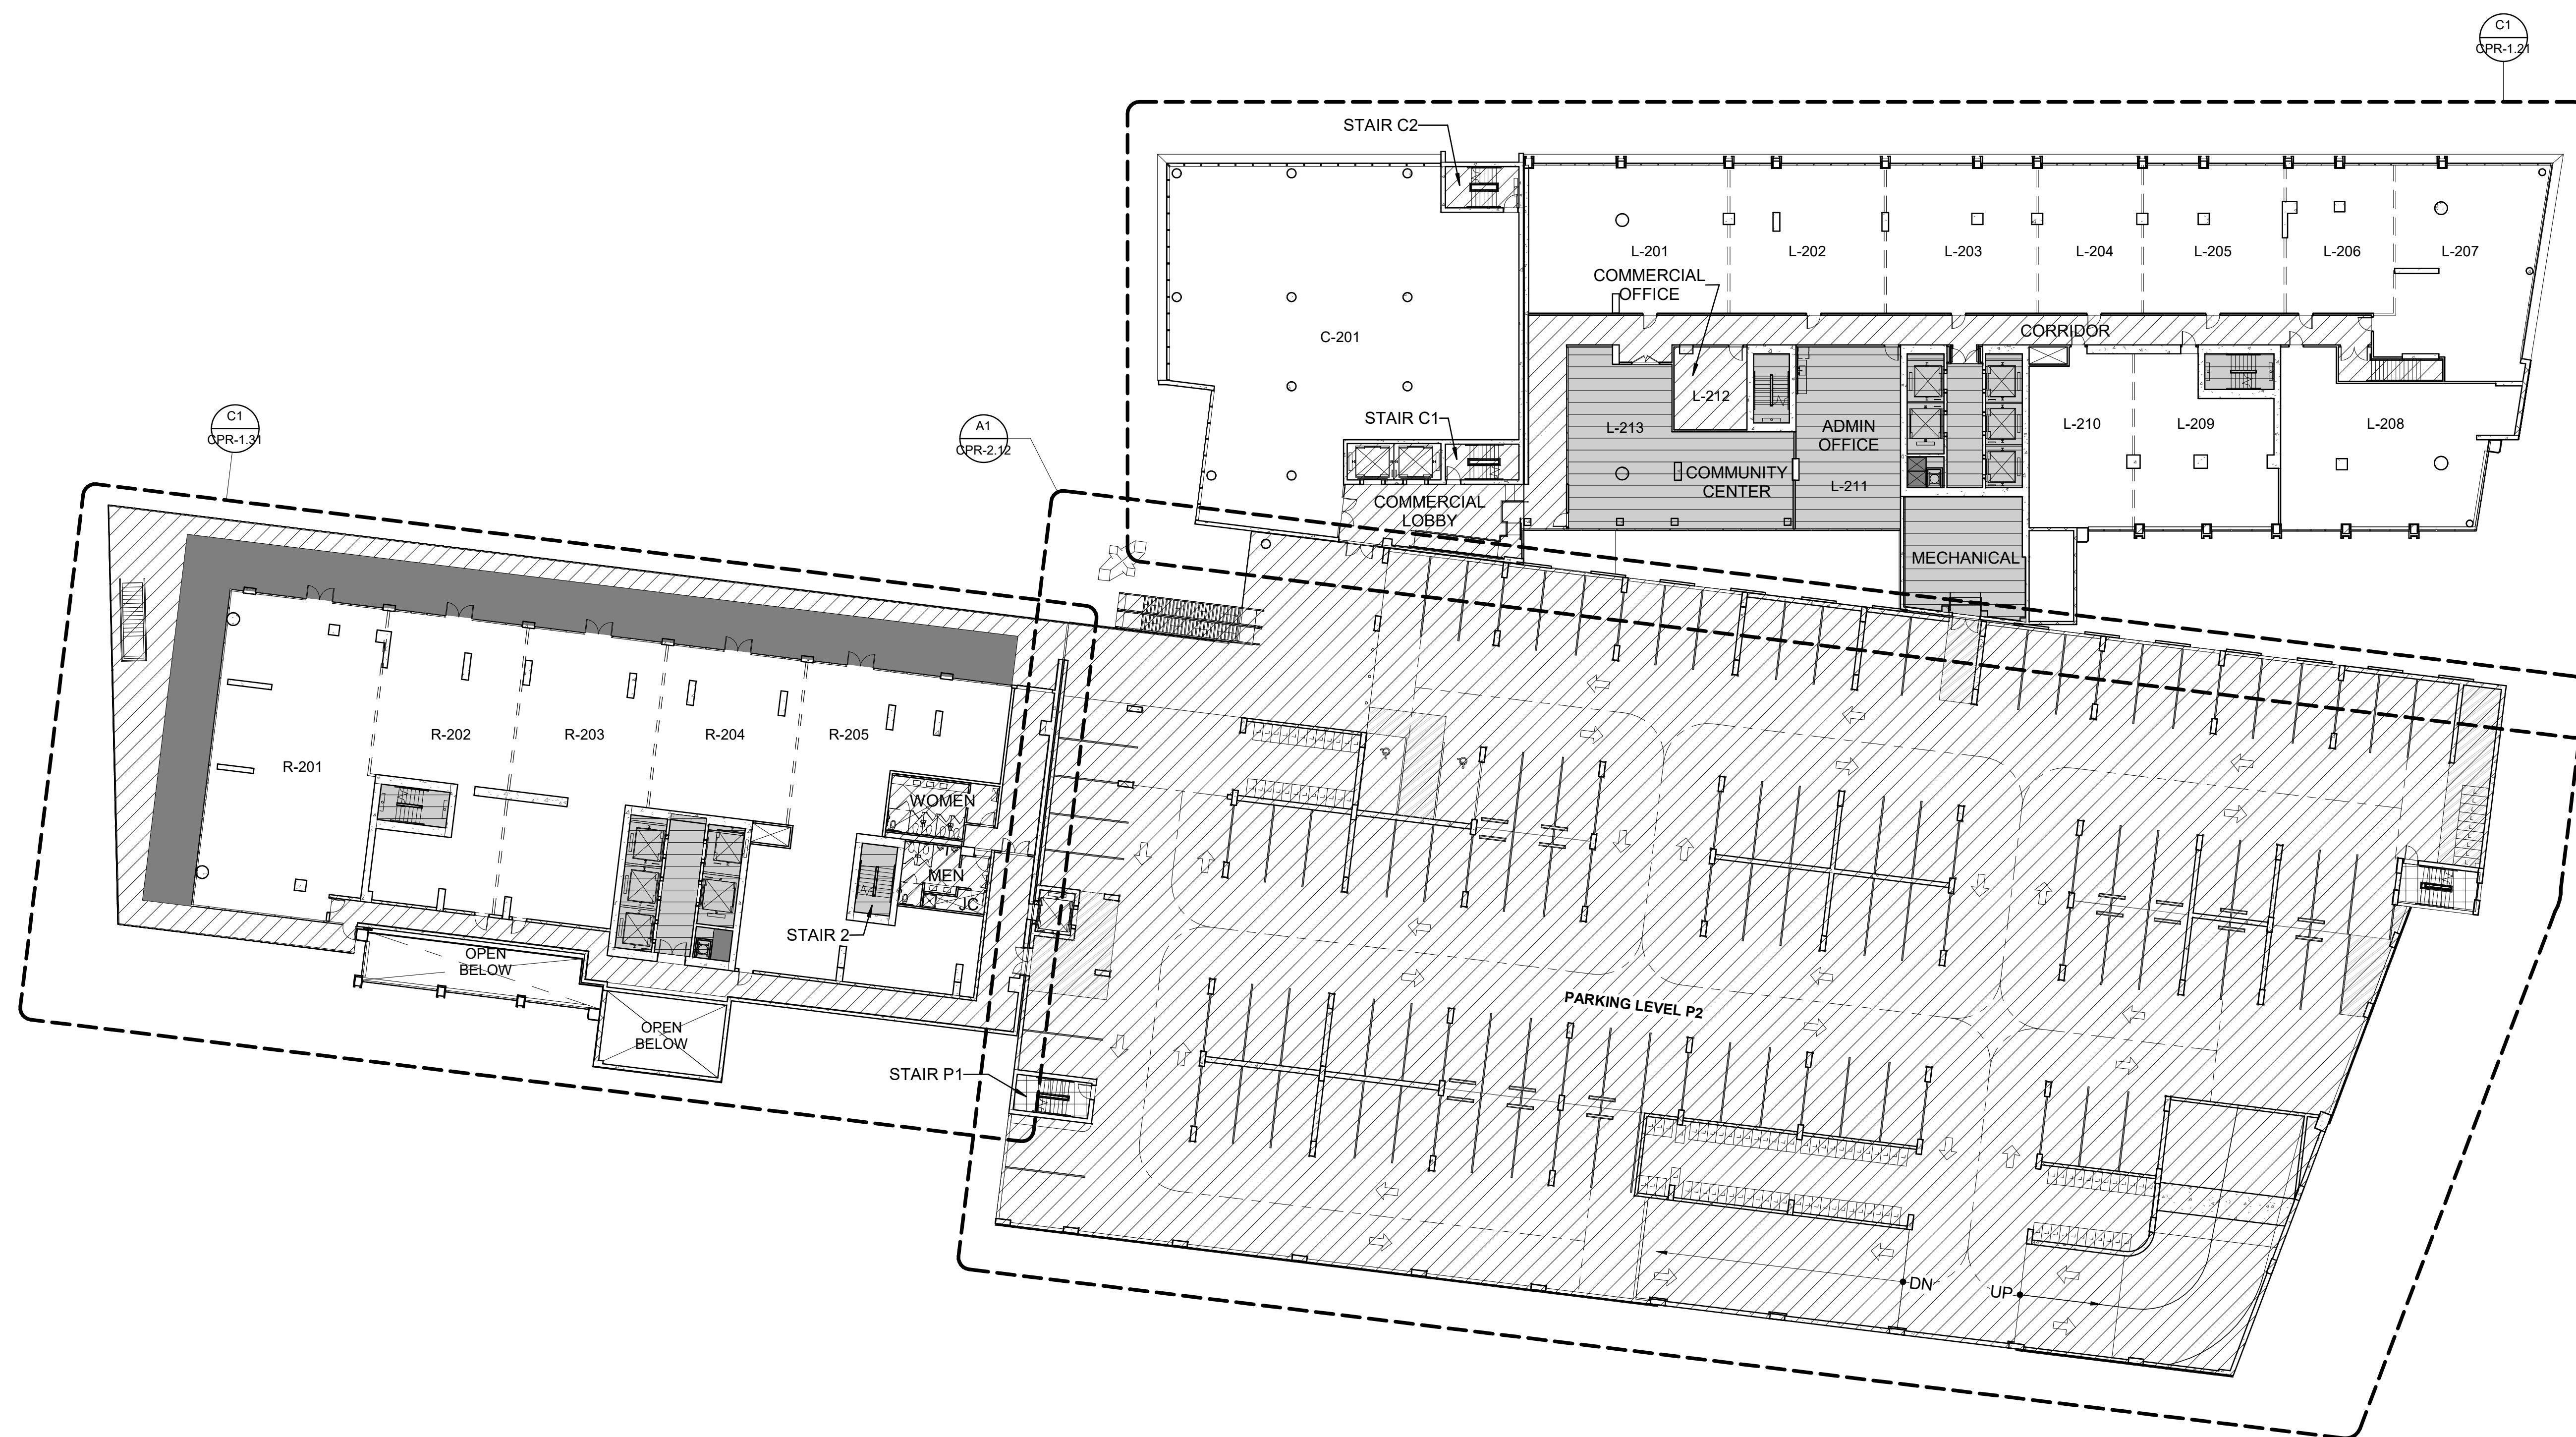 C1
CPR-1.21
STAIR C2
L-201
L-202
L-203
L-204
L-205
L-206
L-207
COMMERCIAL
OFFICE
CORRIDOR
C-201
L-212
STAIR C1
L-213
ADMIN
OFFICE
L-210
L-209
L-208
COMMUNITY
CENTER
L-211
COMMERCIAL
LOBBY
MECHANICAL
C1
CPR-1.31
A1
CPR-2.12
R-201
R-202
R-203
R-204
R-205
WOMEN
MEN
JC
STAIR 2
OPEN
BELOW
OPEN
BELOW
STAIR P1
PARKING LEVEL P2
DN
UP